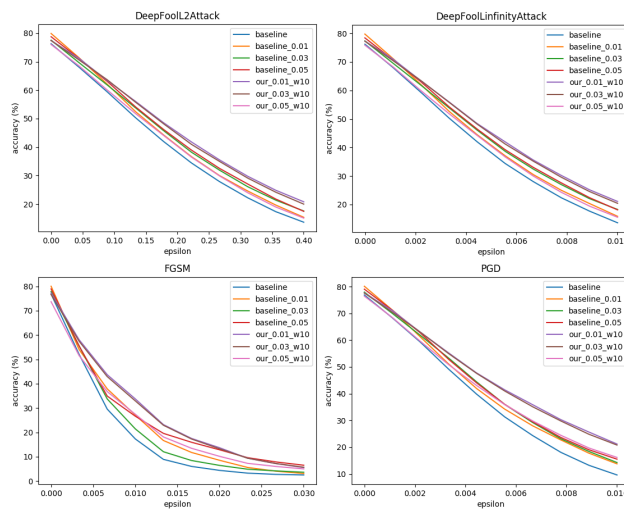 DeepFoolL2Attack
accuracy (%)
80
70
60
50
40
30
20
0.00 0.05 0.10 0.15 0.20 0.25 0.30 0.35 0.40
epsilon
baseline
baseline_0.01
baseline_0.03
baseline_0.05
our_0.01_w10
our_0.03_w10
our_0.05_w10
DeepFoolLinfinityAttack
accuracy (%)
80
70
60
50
40
30
20
0.000 0.002 0.004 0.006 0.008 0.010
epsilon
baseline
baseline_0.01
baseline_0.03
baseline_0.05
our_0.01_w10
our_0.03_w10
our_0.05_w10
FGSM
accuracy (%)
80
70
60
50
40
30
20
10
0
0.000 0.005 0.010 0.015 0.020 0.025 0.030
epsilon
baseline
baseline_0.01
baseline_0.03
baseline_0.05
our_0.01_w10
our_0.03_w10
our_0.05_w10
PGD
accuracy (%)
80
70
60
50
40
30
20
10
0.000 0.002 0.004 0.006 0.008 0.010
epsilon
baseline
baseline_0.01
baseline_0.03
baseline_0.05
our_0.01_w10
our_0.03_w10
our_0.05_w10